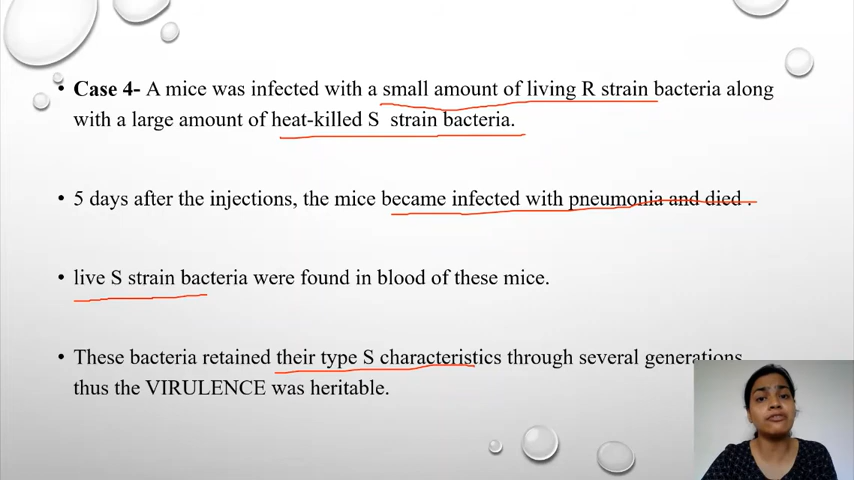 • Case 4- A mice was infected with a small amount of living R strain bacteria along
with a large amount of heat-killed S strain bacteria.
• 5 days after the injections, the mice became infected with pneumonia and died .
• live S strain bacteria were found in blood of these mice.
• These bacteria retained their type S characteristics through several generations
thus the VIRULENCE was heritable.